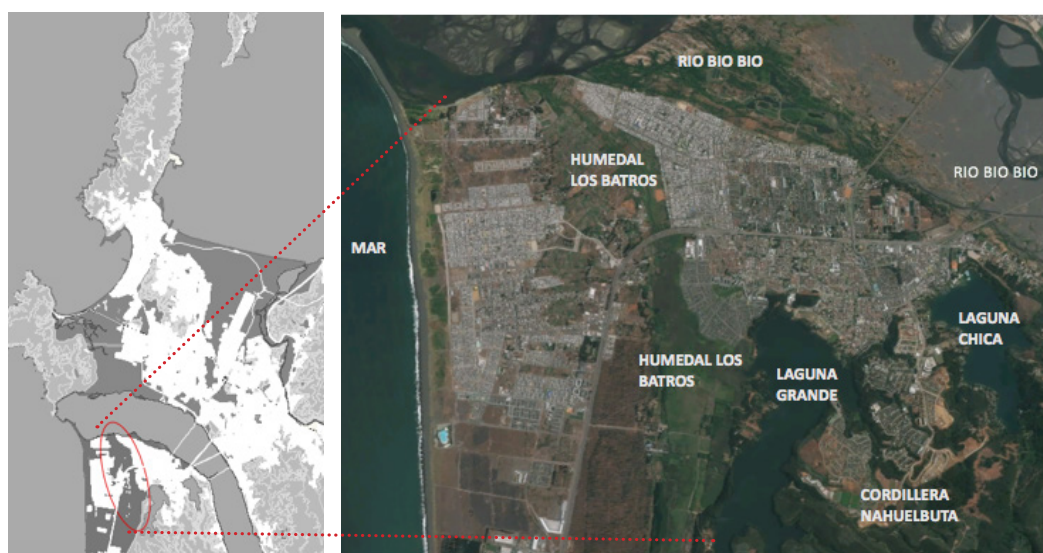 RIO BIO BIO
HUMEDAL
LOS BATROS
RIO BIO BIO
MAR
LAGUNA
CHICA
HUMEDAL LOS
BATROS
LAGUNA
GRANDE
CORDILLERA
NAHUELBUTA